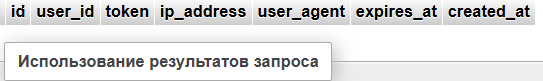 id user_id token ip_address user_agent expires_at created_at
Использование результатов запроса